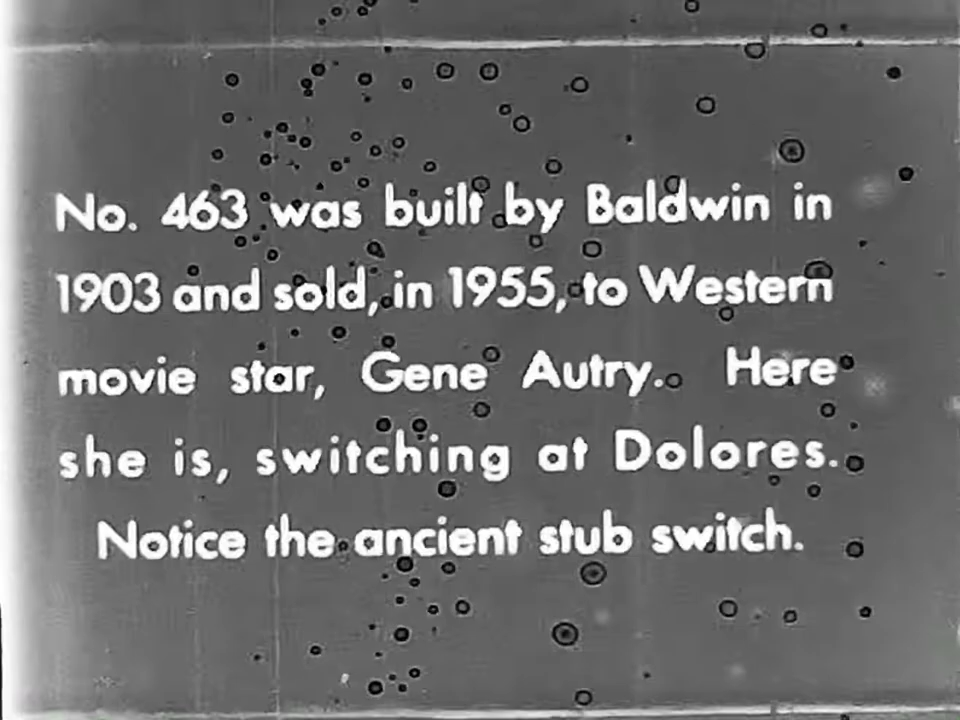 No. 463 was built by Baldwin in
1903 and sold, in 1955, to Western
movie star, Gene Autry. Here
she is, switching at Dolores.
Notice the ancient stub switch.